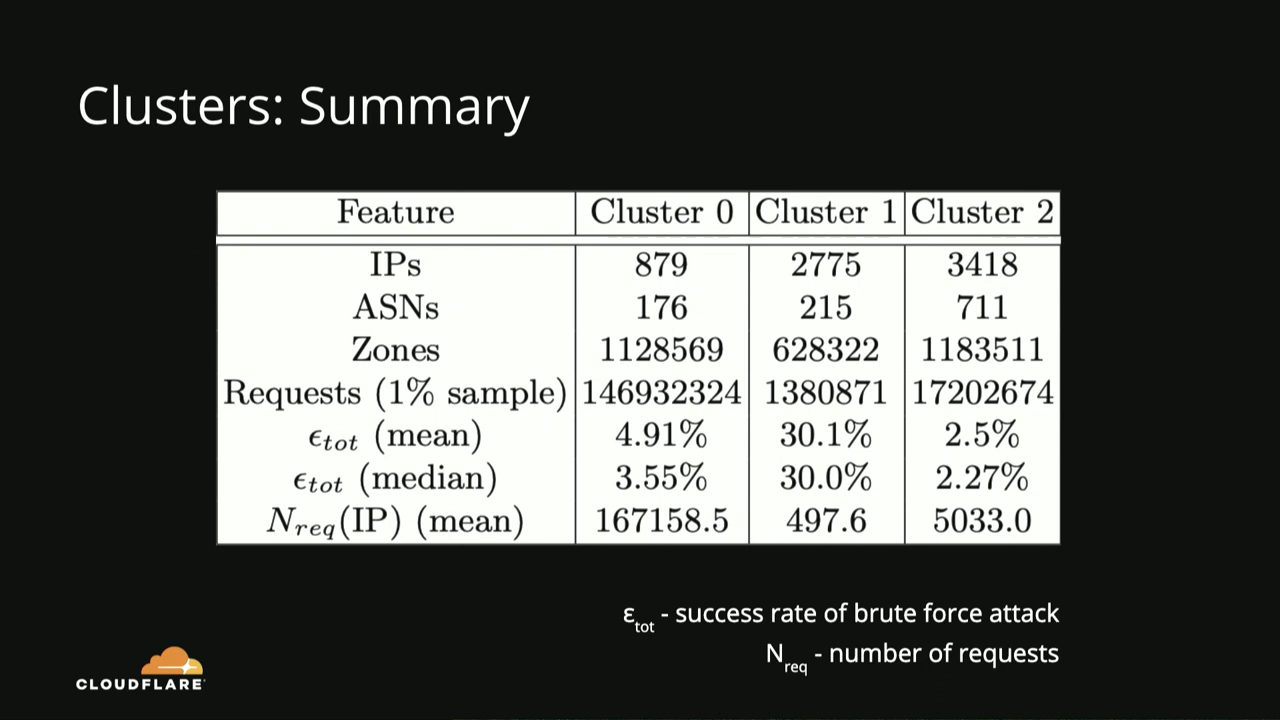 Clusters: Summary
Feature Cluster 0 Cluster 1 Cluster 2
IPs 879 2775 3418
ASNs 176 215 711
Zones 1128569 628322 1183511
Requests (1% sample) 146932324 1380871 17202674
ϵtot (mean) 4.91% 30.1% 2.5%
ϵtot (median) 3.55% 30.0% 2.27%
Nreq(IP) (mean) 167158.5 497.6 5033.0
εtot - success rate of brute force attack
Nreq - number of requests
CLOUDFLARE